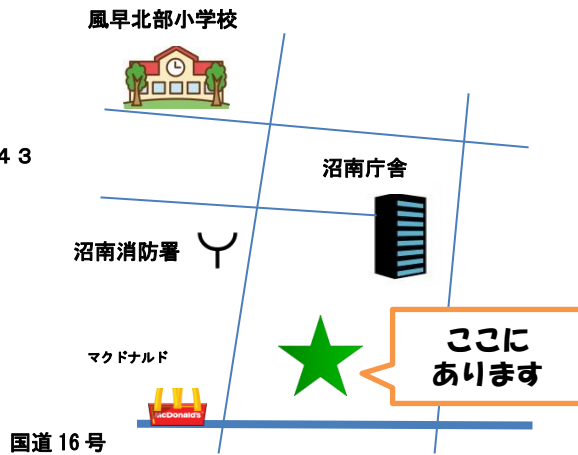 風早北部小学校
４３
沼南庁舎
沼南消防署
ここに
あります
マクドナルド
McDonald's
国道16号